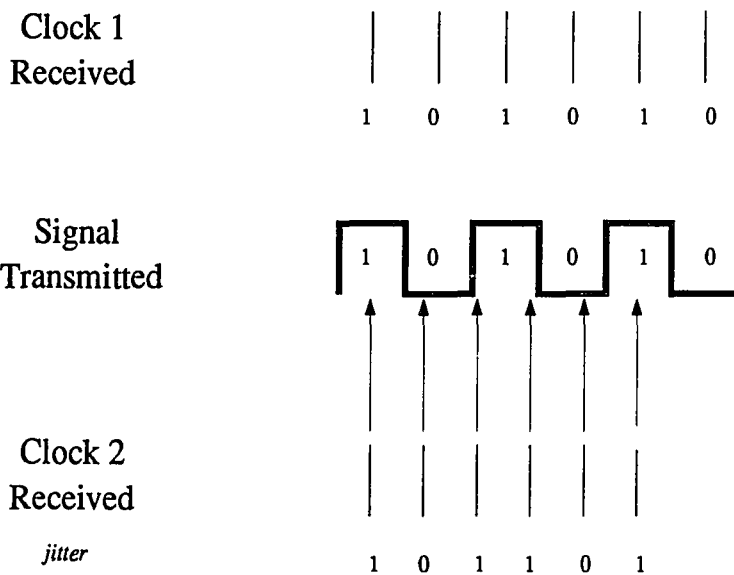 Clock 1
Received
1 0 1 0 1 0
Signal
Transmitted
1 0 1 0 1 0
Clock 2
Received
jitter
1 0 1 1 0 1